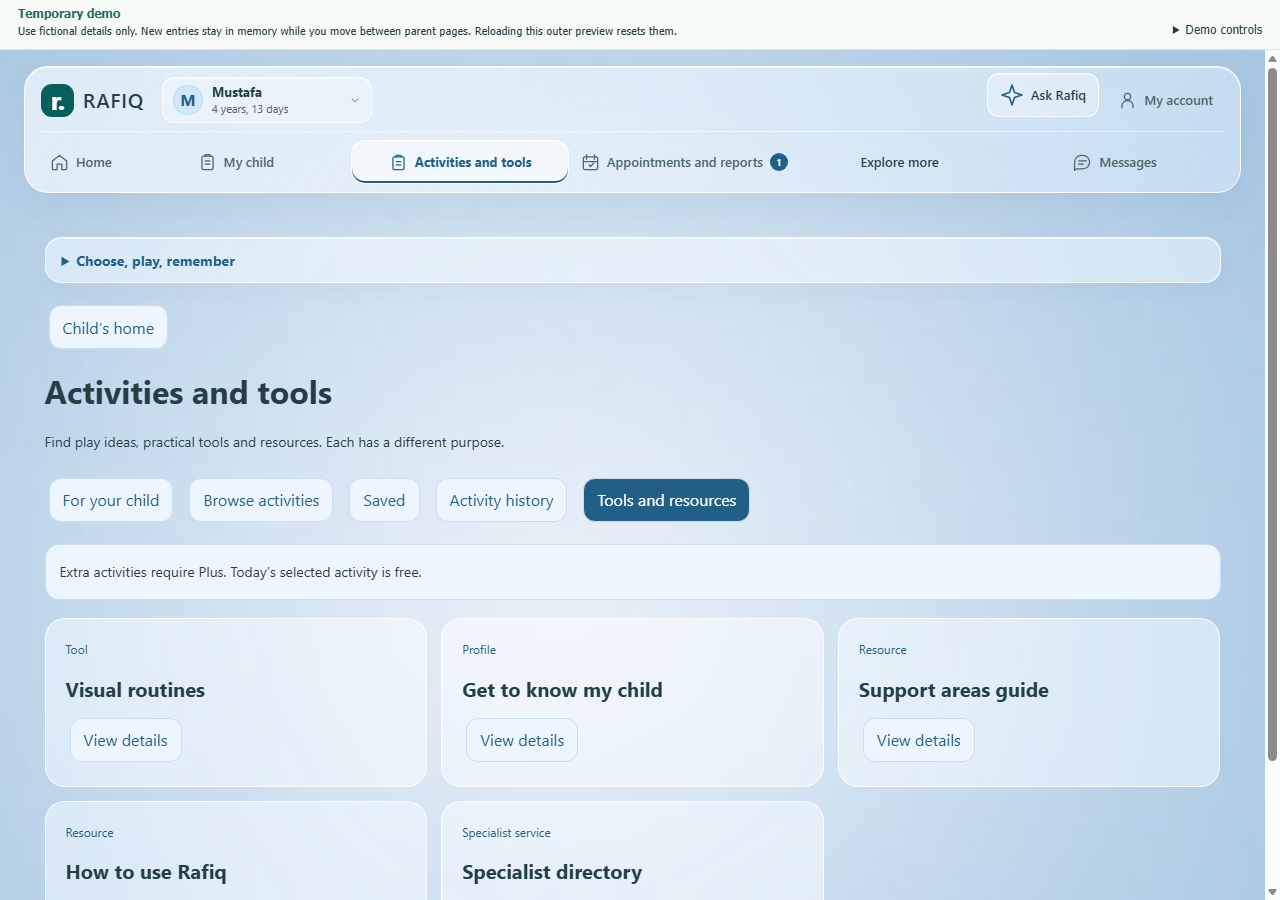 Temporary demo
Use fictional details only. New entries stay in memory while you move between parent pages. Reloading this outer preview resets them.
Demo controls
r.
RAFIQ
M
Mustafa
4 years, 13 days
Ask Rafiq
My account
Home
My child
Activities and tools
Appointments and reports 1
Explore more
Messages
Choose, play, remember
Child's home
Activities and tools
Find play ideas, practical tools and resources. Each has a different purpose.
For your child
Browse activities
Saved
Activity history
Tools and resources
Extra activities require Plus. Today's selected activity is free.
Tool
Visual routines
View details
Profile
Get to know my child
View details
Resource
Support areas guide
View details
Resource
How to use Rafiq
Specialist service
Specialist directory